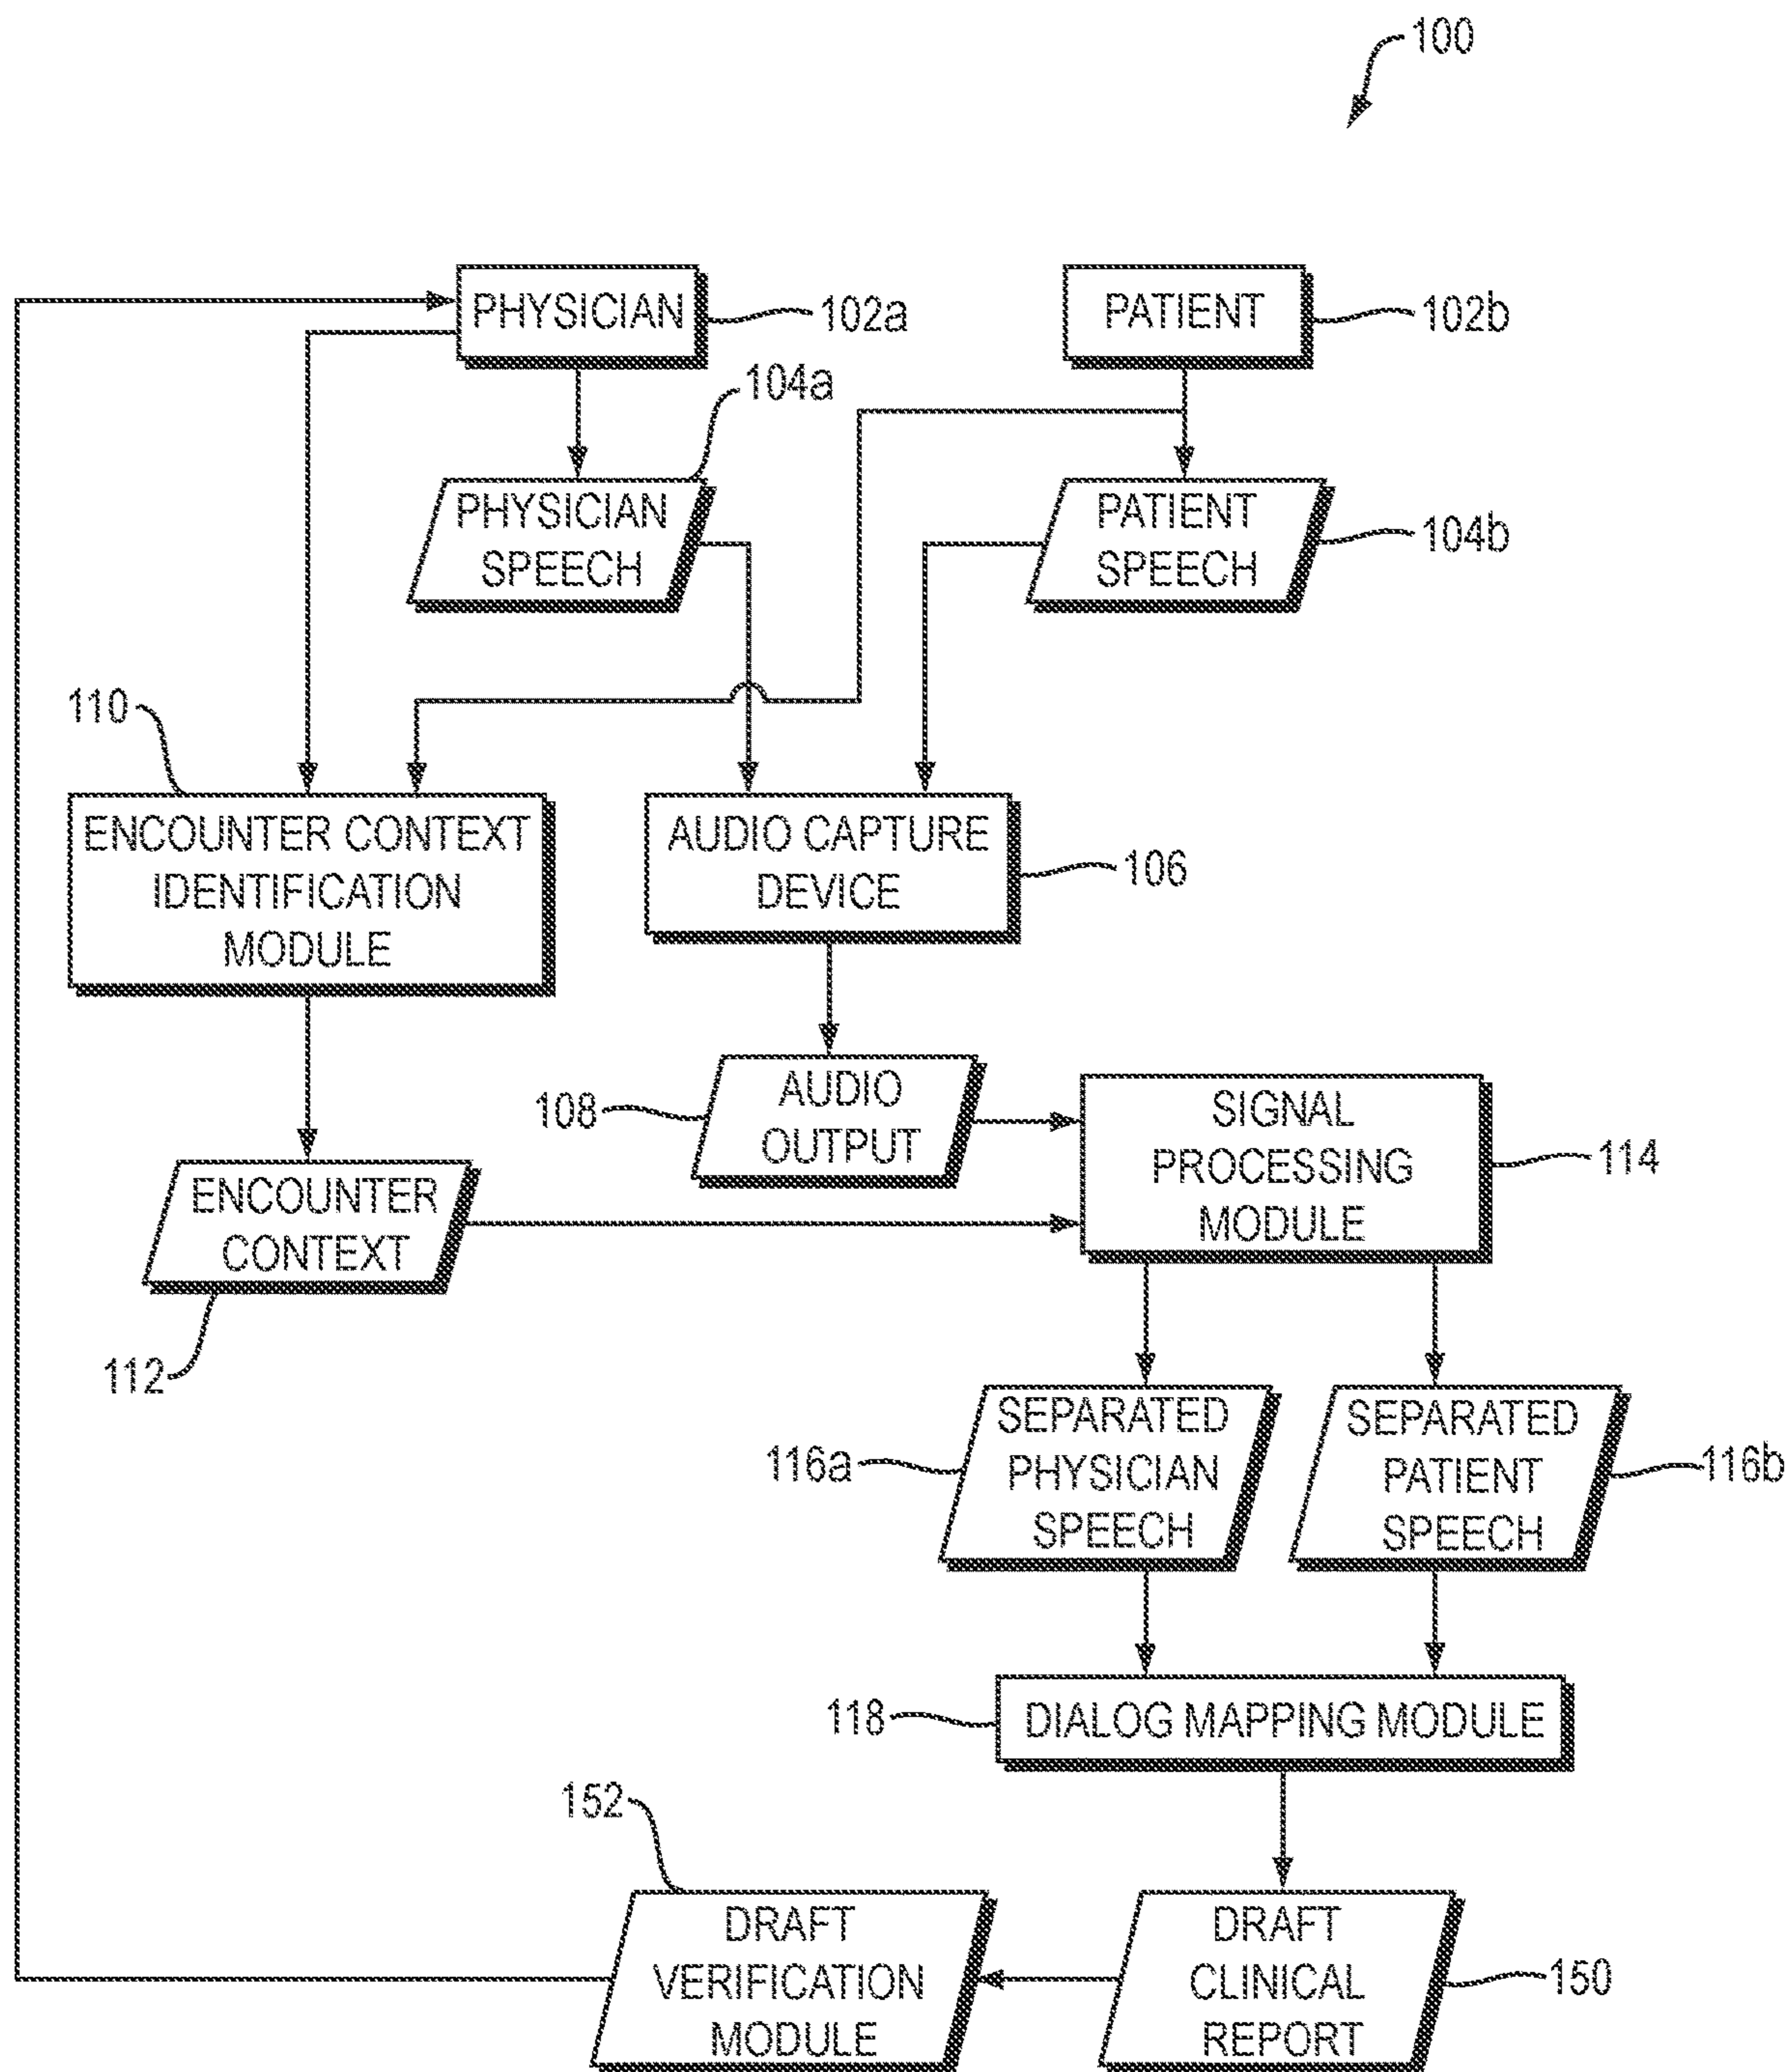 100
PHYSICIAN
102a
PATIENT
102b
104a
PHYSICIAN
SPEECH
PATIENT
SPEECH
104b
110
ENCOUNTER CONTEXT
IDENTIFICATION
MODULE
AUDIO CAPTURE
DEVICE
106
108
AUDIO
OUTPUT
SIGNAL
PROCESSING
MODULE
114
ENCOUNTER
CONTEXT
112
116a
SEPARATED
PHYSICIAN
SPEECH
SEPARATED
PATIENT
SPEECH
116b
118
DIALOG MAPPING MODULE
152
DRAFT
VERIFICATION
MODULE
DRAFT
CLINICAL
REPORT
150